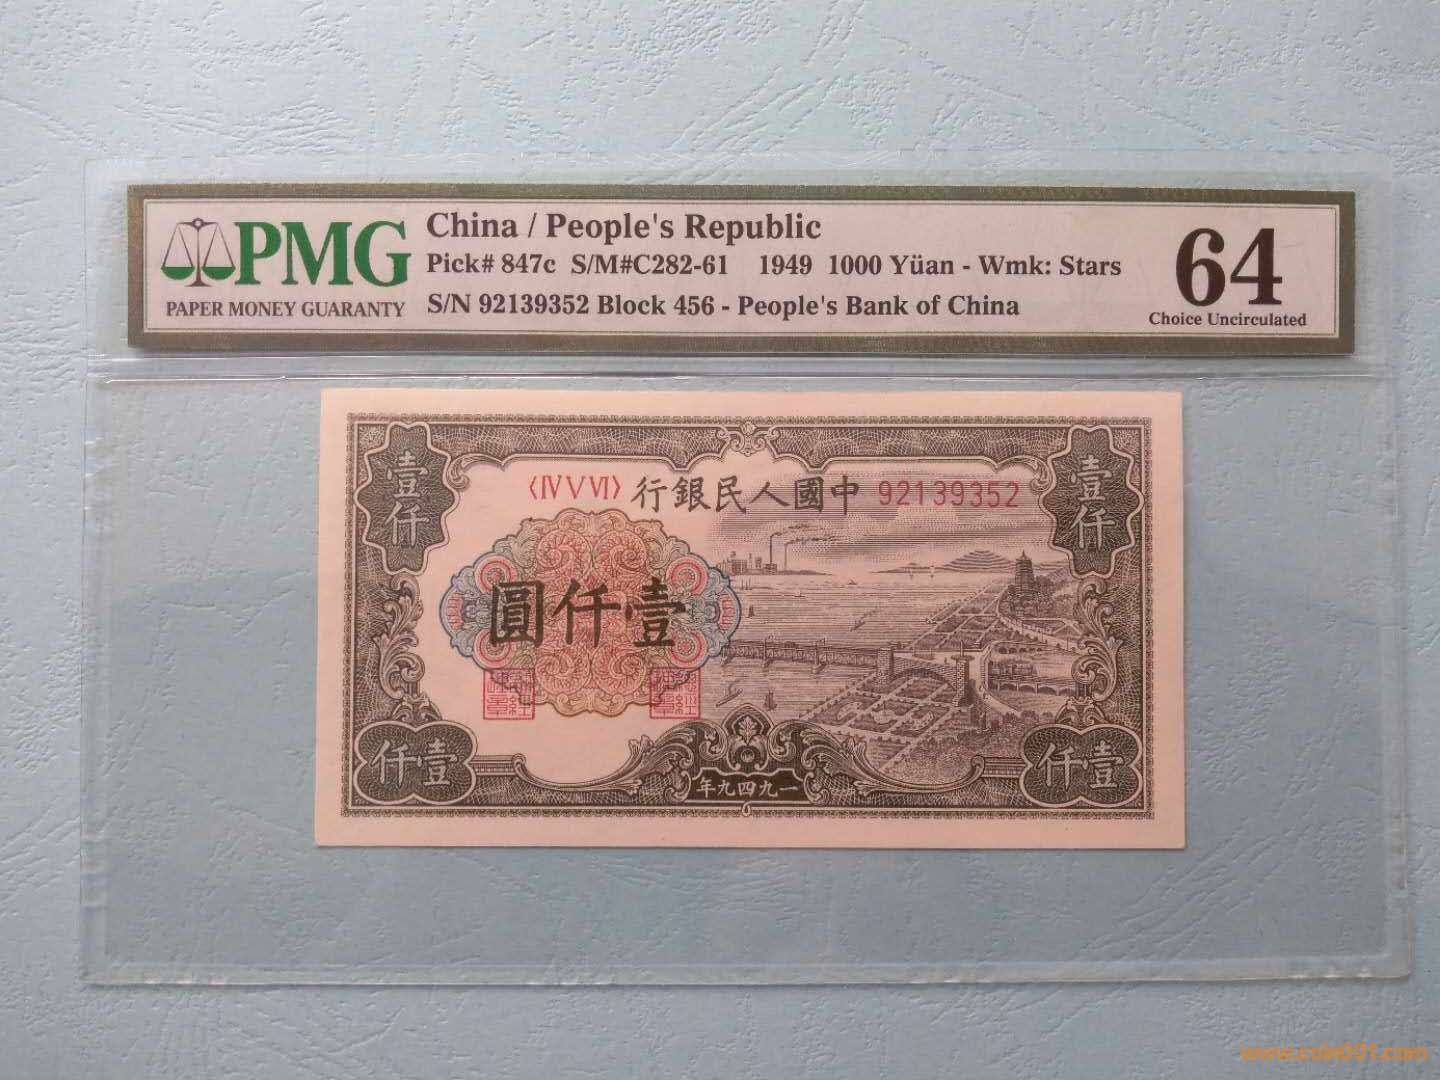 PMG
PAPER MONEY GUARANTY
China / People's Republic
Pick# 847c S/M#C282-61 1949 1000 Yüan - Wmk: Stars
S/N 92139352 Block 456 - People's Bank of China
64
Choice Uncirculated
壹仟
壹仟
〈ⅣⅤⅥ〉 行銀民人國中 92139352
圓仟壹
仟壹
年九四九一
仟壹
www.coin001.com